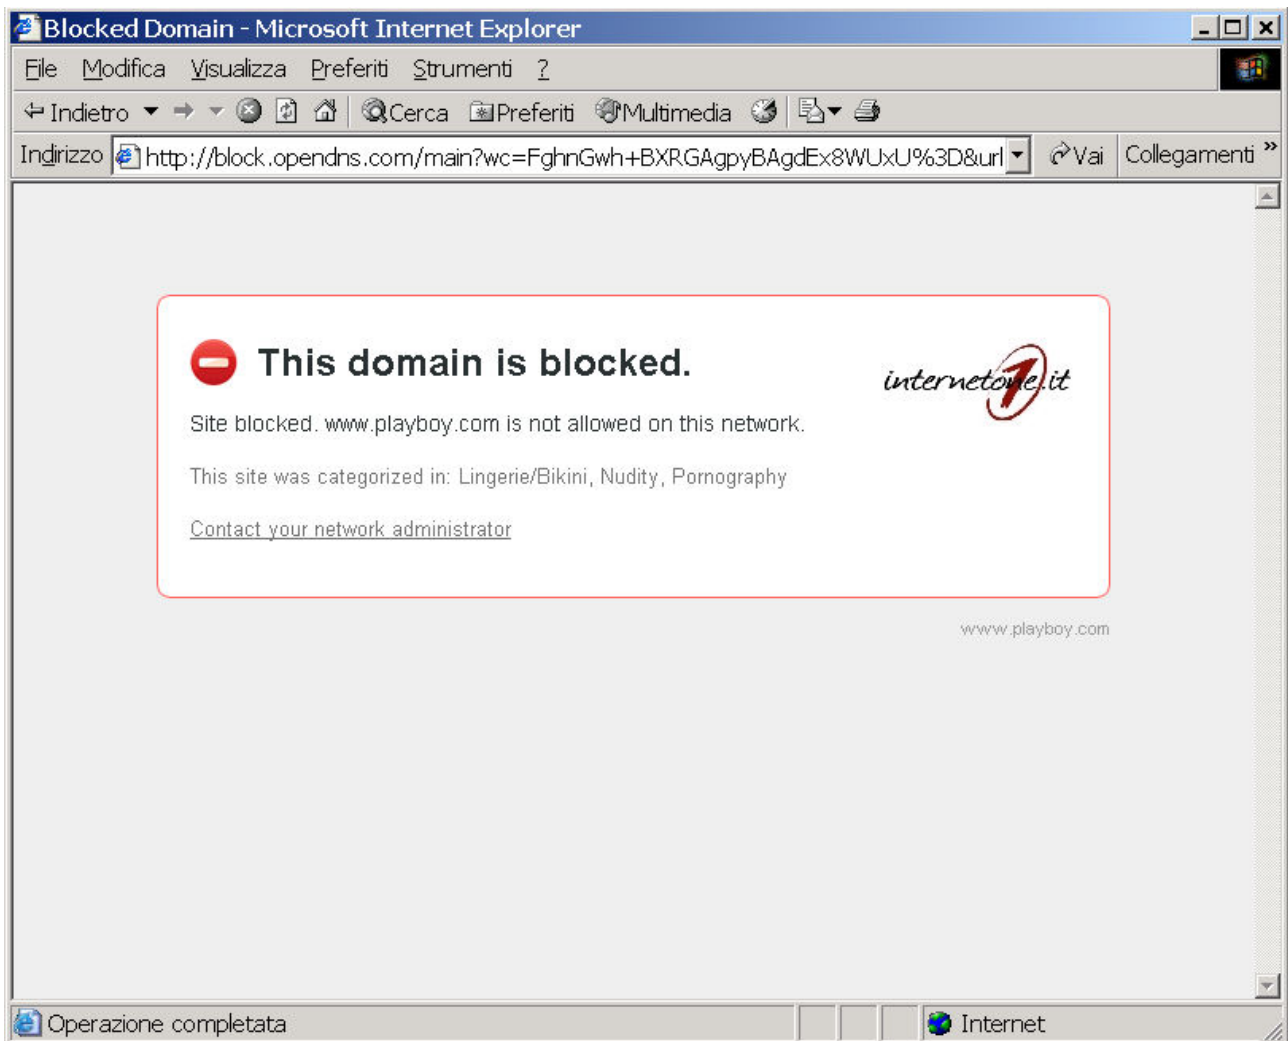 Blocked Domain - Microsoft Internet Explorer
File Modifica Visualizza Preferiti Strumenti ?
Indietro Cerca Preferiti Multimedia
Indirizzo http://block.opendns.com/main?wc=FghnGwh+BXRGAgpyBAgdEx8WUxU%3D&url Vai Collegamenti »
This domain is blocked.
internetone.it
1
Site blocked. www.playboy.com is not allowed on this network.
This site was categorized in: Lingerie/Bikini, Nudity, Pornography
Contact your network administrator
www.playboy.com
Operazione completata Internet